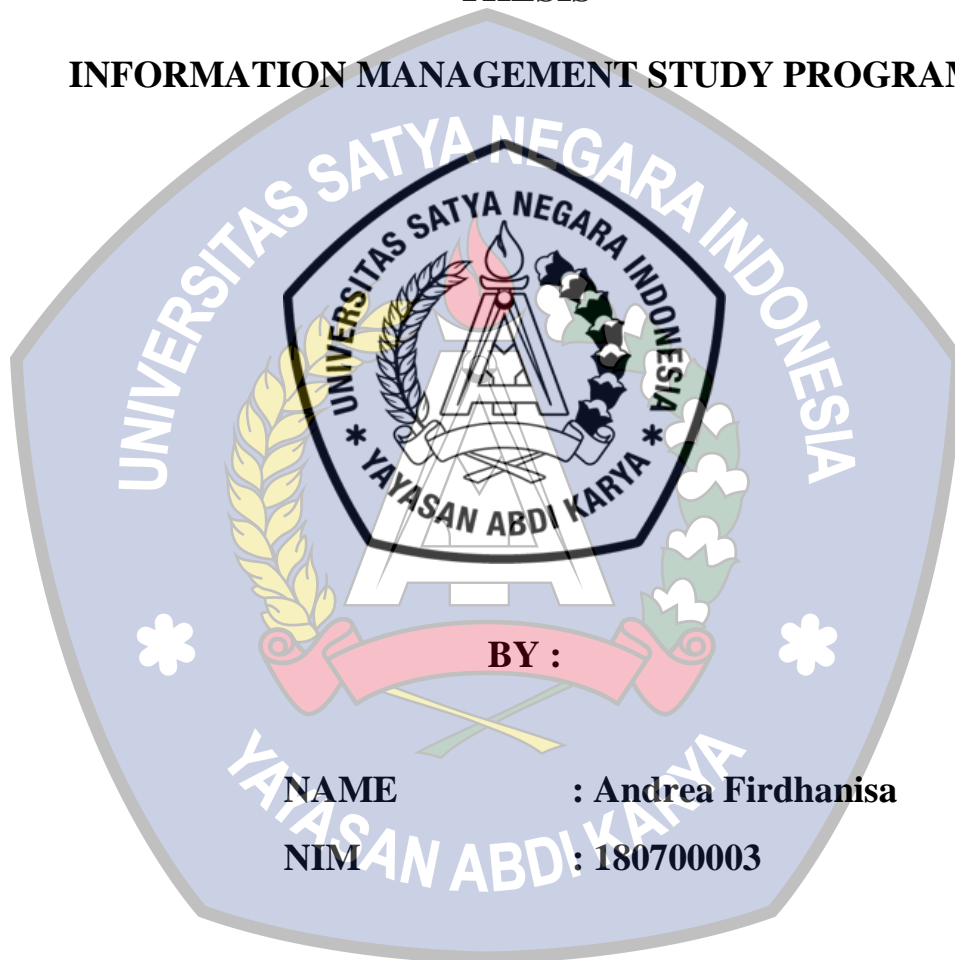 THESIS
INFORMATION MANAGEMENT STUDY PROGRAM
UNIVERSITAS SATYA NEGARA INDONESIA
* YAYASAN ABDI KARYA *
UNIVERSITAS SATYA NEGARA INDONESIA
* YAYASAN ABDI KARYA *
BY :
NAME : Andrea Firdhanisa
NIM : 180700003